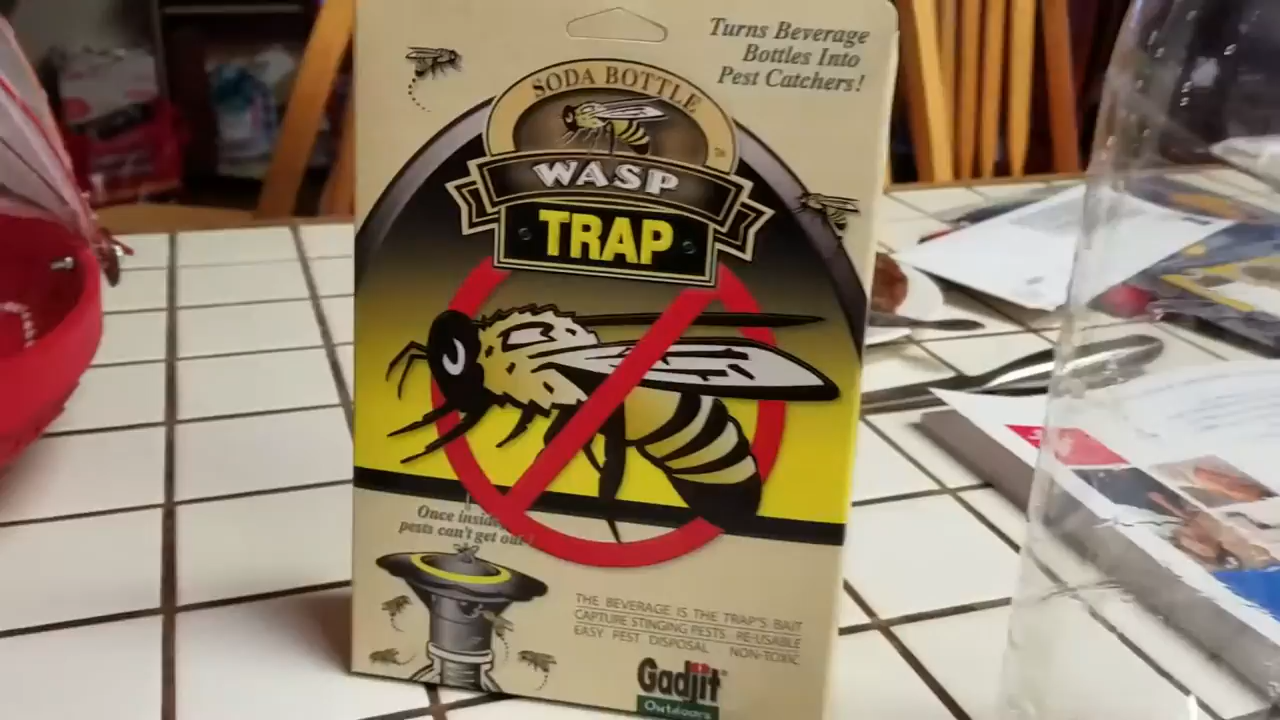 Turns Beverage
Bottles Into
Pest Catchers!
SODA BOTTLE
TM
WASP
TRAP
Once inside,
pests can't get out!
THE BEVERAGE IS THE TRAP'S BAIT
CAPTURE STINGING PESTS RE-USABLE
EASY PEST DISPOSAL NON-TOXIC
Gadjit
Outdoors